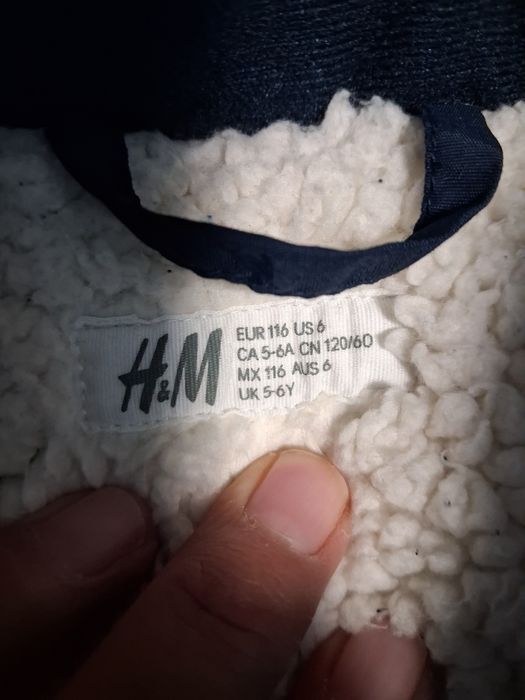 H&M
EUR 116 US 6
CA 5-6A CN 120/60
MX 116 AUS 6
UK 5-6Y